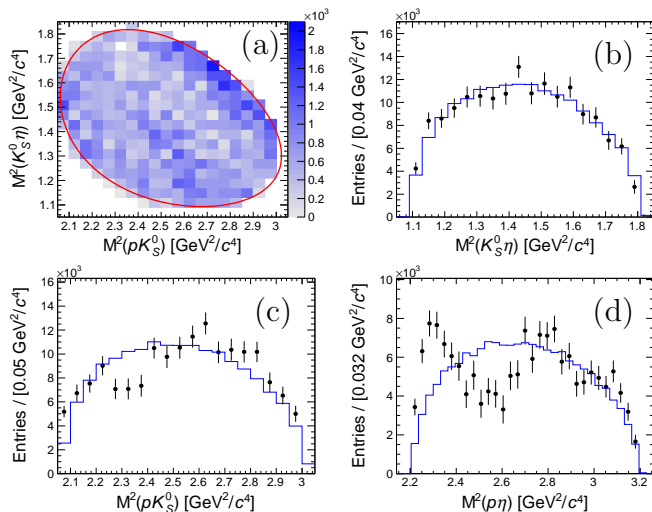 ×10³
(a)
M²(K⁰_Sη) [GeV²/c⁴]
1.8
1.7
1.6
1.5
1.4
1.3
1.2
1.1
2
1.8
1.6
1.4
1.2
1
0.8
0.6
0.4
0.2
0
2.1 2.2 2.3 2.4 2.5 2.6 2.7 2.8 2.9 3
M²(pK⁰_S) [GeV²/c⁴]
×10³
(b)
Entries / [0.04 GeV²/c⁴]
16
14
12
10
8
6
4
2
0
1.1 1.2 1.3 1.4 1.5 1.6 1.7 1.8
M²(K⁰_Sη) [GeV²/c⁴]
×10³
(c)
Entries / [0.05 GeV²/c⁴]
16
14
12
10
8
6
4
2
0
2.1 2.2 2.3 2.4 2.5 2.6 2.7 2.8 2.9 3
M²(pK⁰_S) [GeV²/c⁴]
×10³
(d)
Entries / [0.032 GeV²/c⁴]
10
8
6
4
2
0
2.2 2.4 2.6 2.8 3 3.2
M²(pη) [GeV²/c⁴]